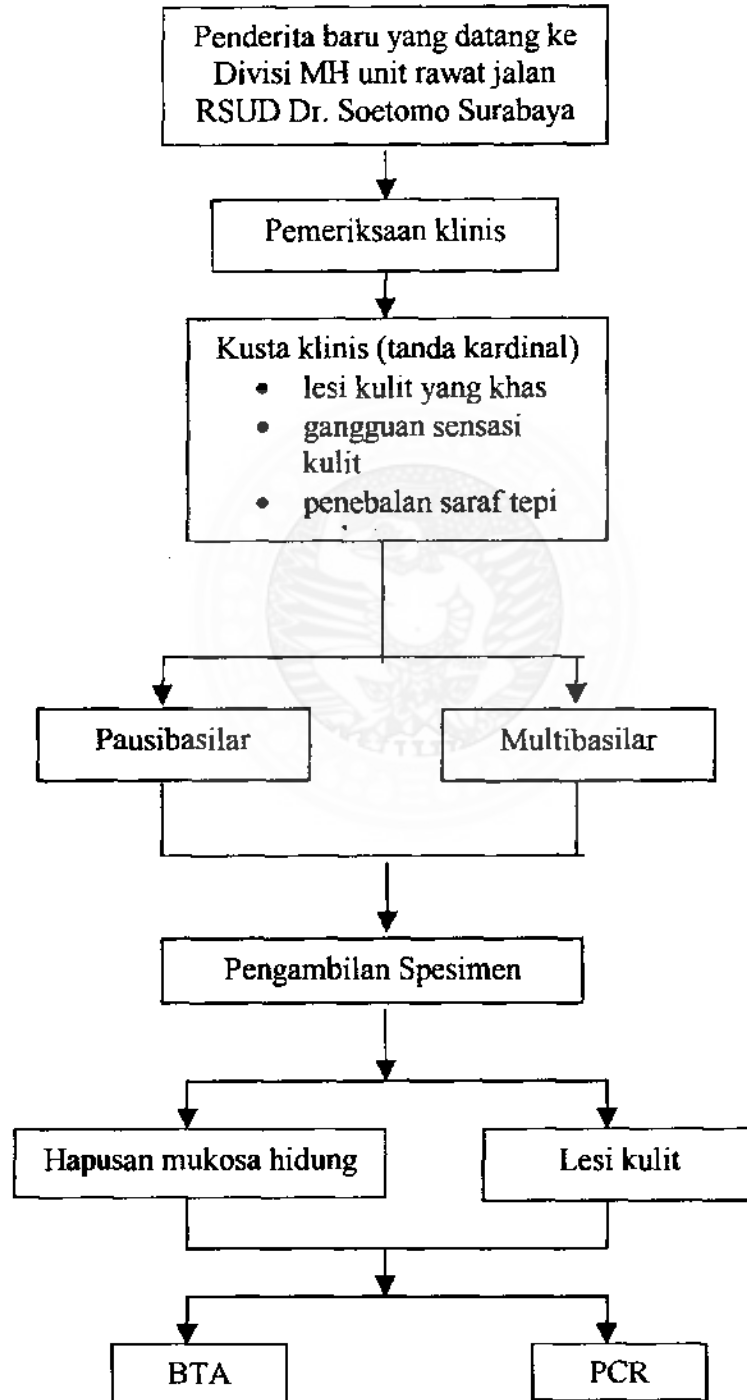 Penderita baru yang datang ke
Divisi MH unit rawat jalan
RSUD Dr. Soetomo Surabaya
Pemeriksaan klinis
Kusta klinis (tanda kardinal)
• lesi kulit yang khas
• gangguan sensasi
kulit
• penebalan saraf tepi
Pausibasilar
Multibasilar
Pengambilan Spesimen
Hapusan mukosa hidung
Lesi kulit
BTA
PCR